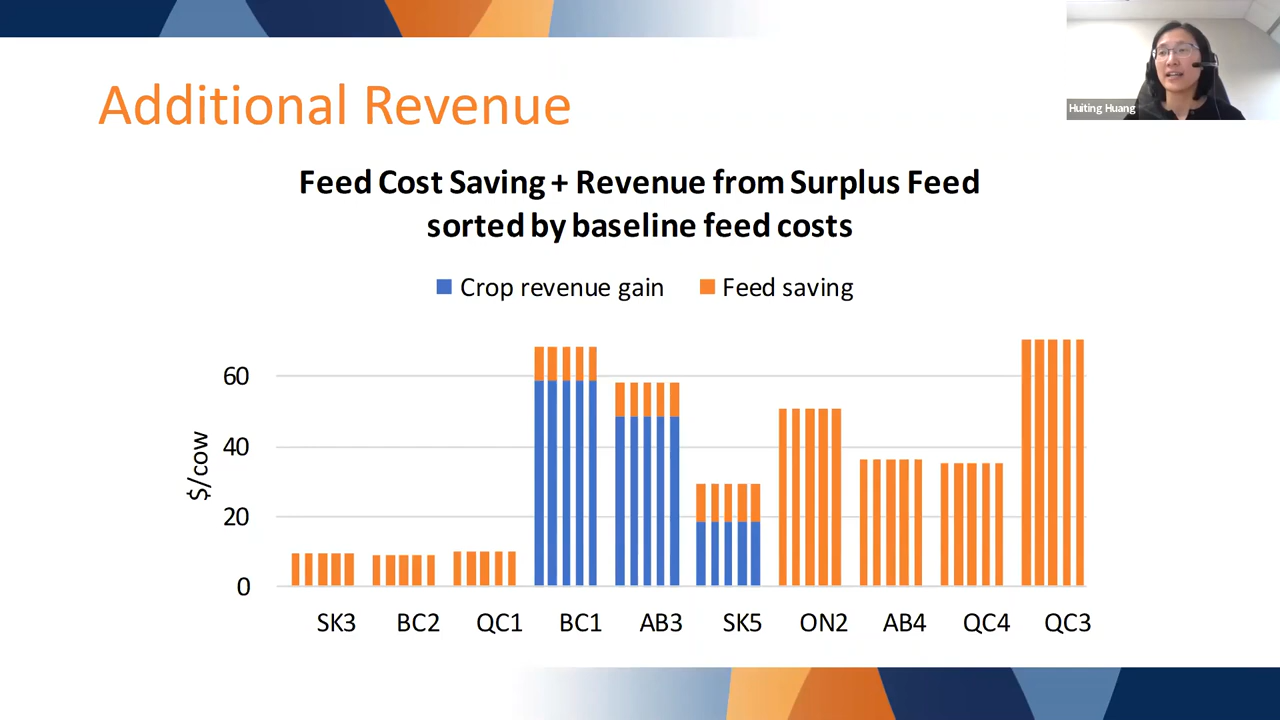 Additional Revenue
Huiting Huang
Feed Cost Saving + Revenue from Surplus Feed
sorted by baseline feed costs
Crop revenue gain
Feed saving
$/cow
60
40
20
0
SK3 BC2 QC1 BC1 AB3 SK5 ON2 AB4 QC4 QC3